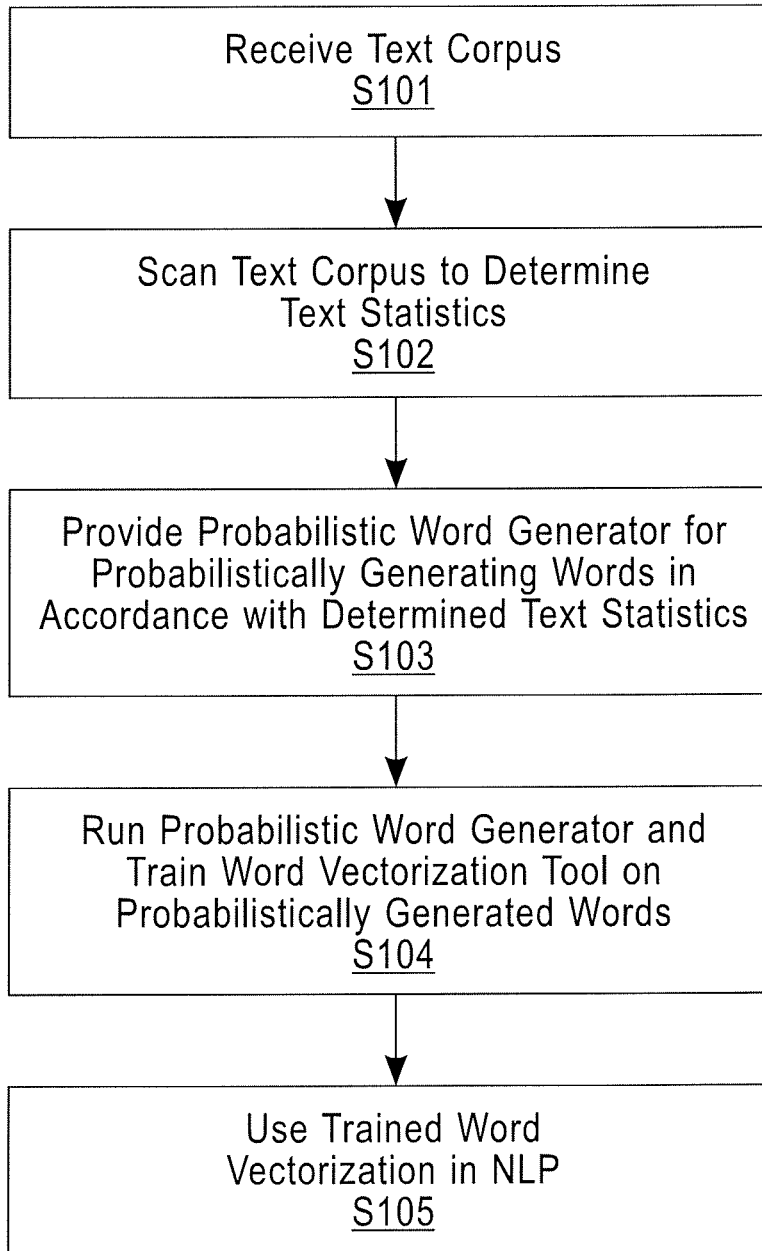 Receive Text Corpus
S101
Scan Text Corpus to Determine
Text Statistics
S102
Provide Probabilistic Word Generator for
Probabilistically Generating Words in
Accordance with Determined Text Statistics
S103
Run Probabilistic Word Generator and
Train Word Vectorization Tool on
Probabilistically Generated Words
S104
Use Trained Word
Vectorization in NLP
S105